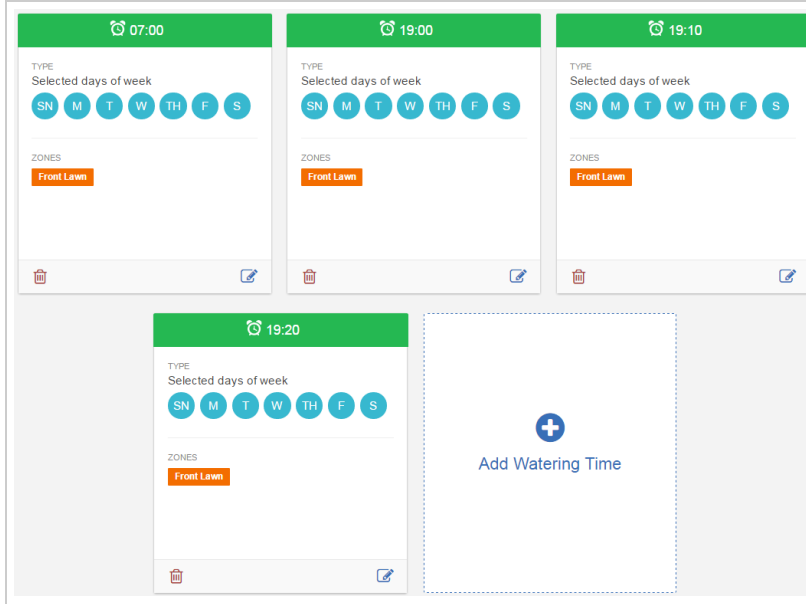 07:00
TYPE
Selected days of week
SN M T W TH F S
ZONES
Front Lawn
19:00
TYPE
Selected days of week
SN M T W TH F S
ZONES
Front Lawn
19:10
TYPE
Selected days of week
SN M T W TH F S
ZONES
Front Lawn
19:20
TYPE
Selected days of week
SN M T W TH F S
ZONES
Front Lawn
Add Watering Time